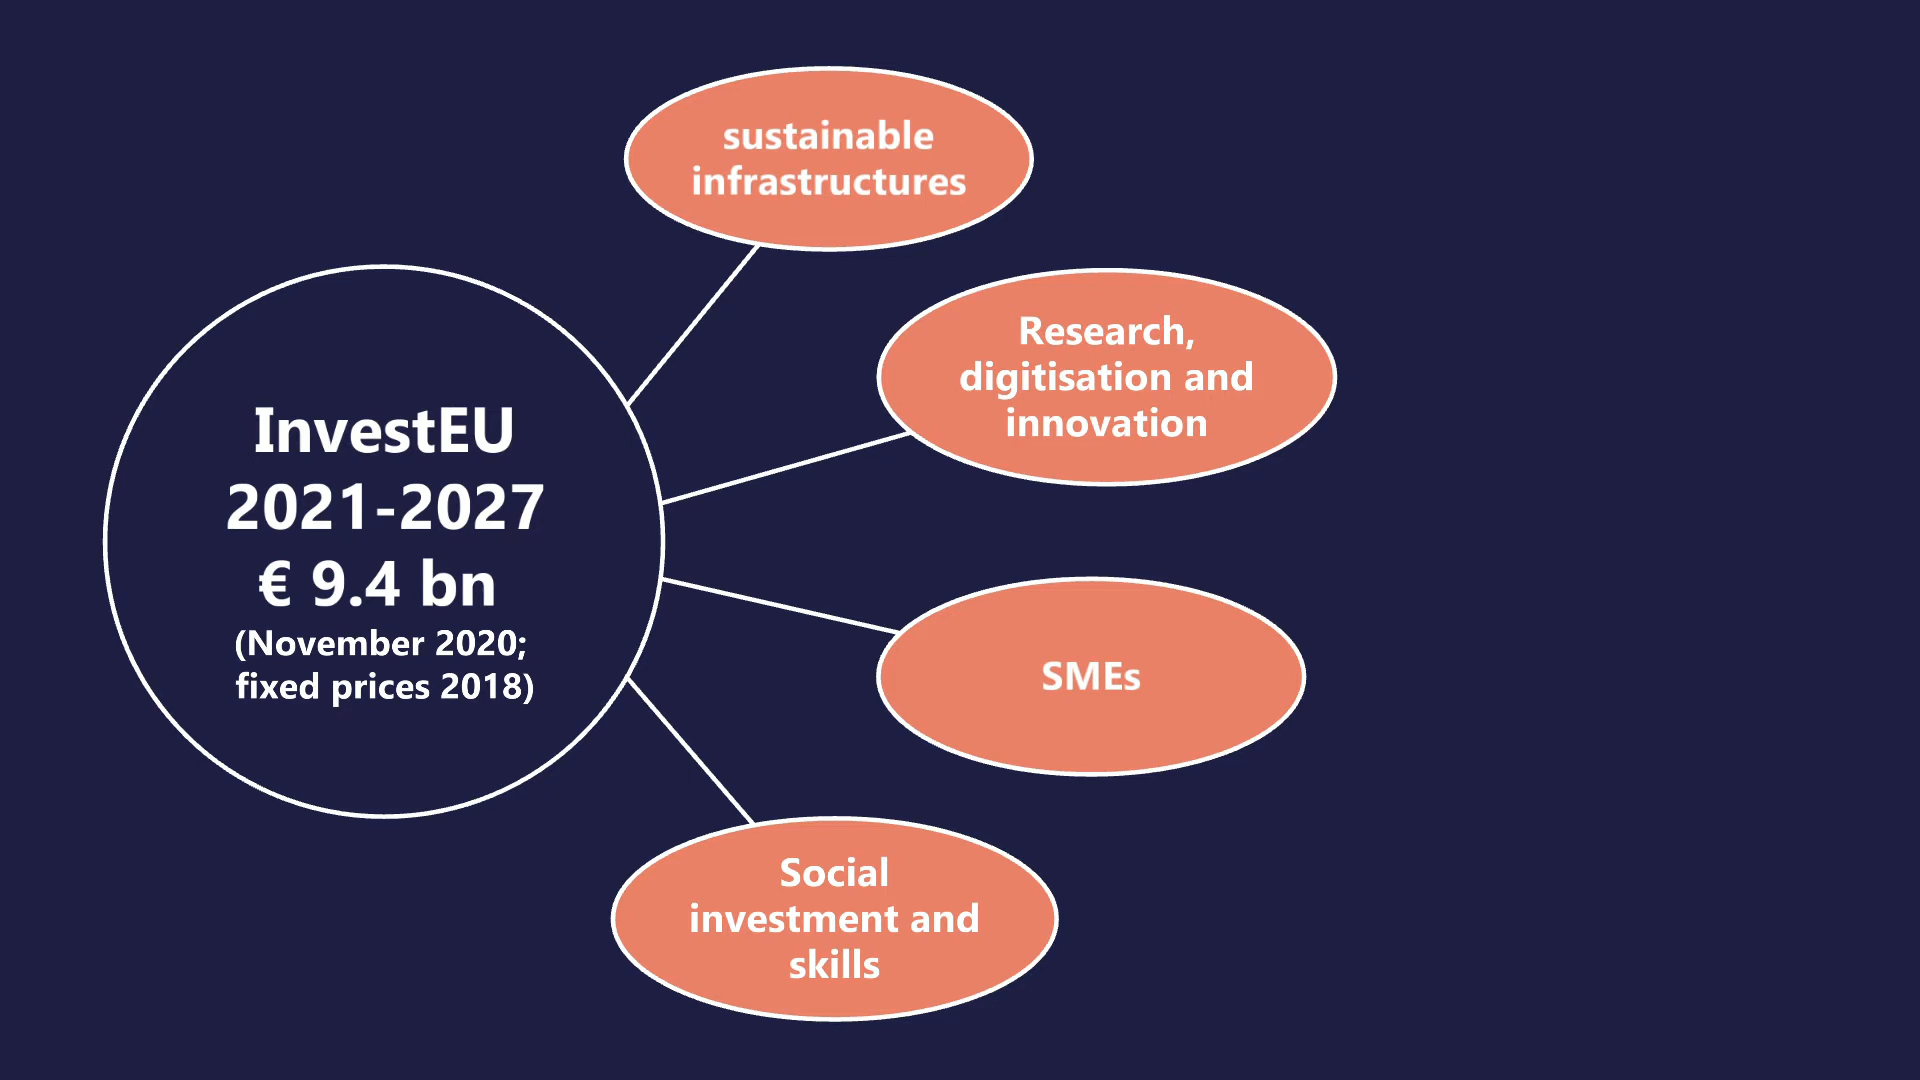 InvestEU
2021-2027
€ 9.4 bn
(November 2020;
fixed prices 2018)
sustainable
infrastructures
Research,
digitisation and
innovation
SMEs
Social
investment and
skills